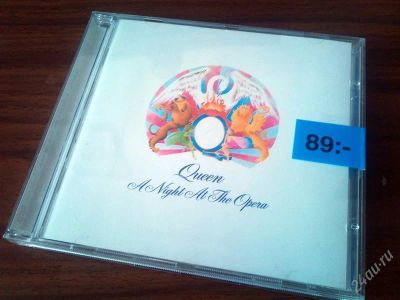 89:-
Queen
A Night At The Opera
24au.ru